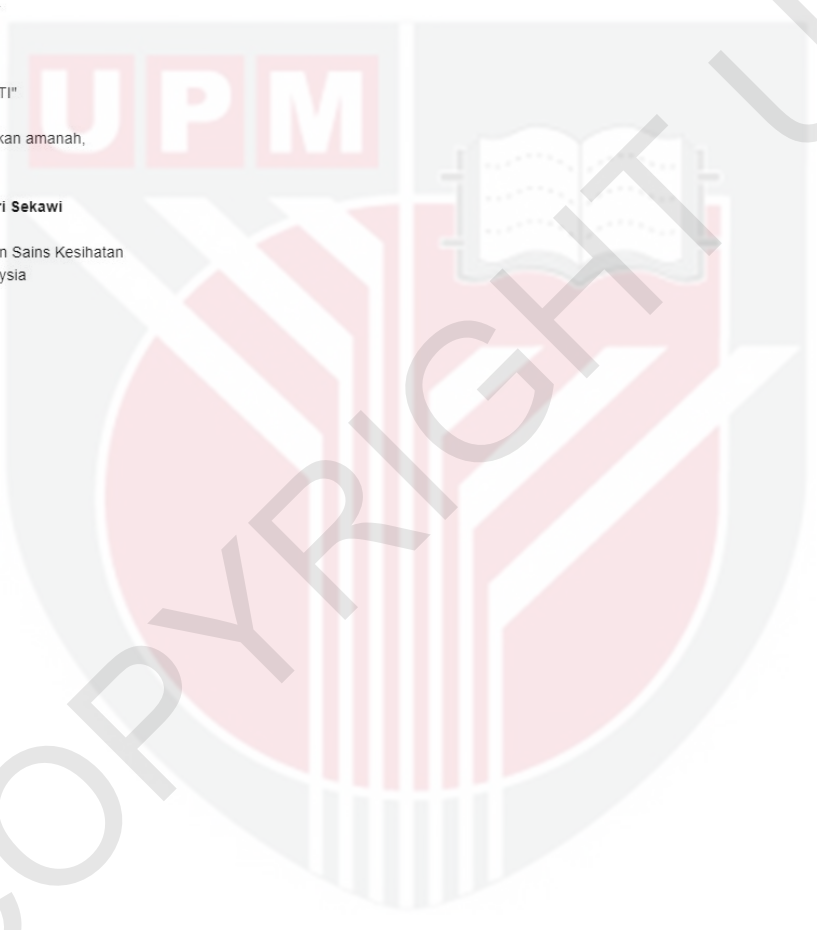 TI"
kan amanah,
ri Sekawi
n Sains Kesihatan
ysia
UPM
COPYRIGHT U